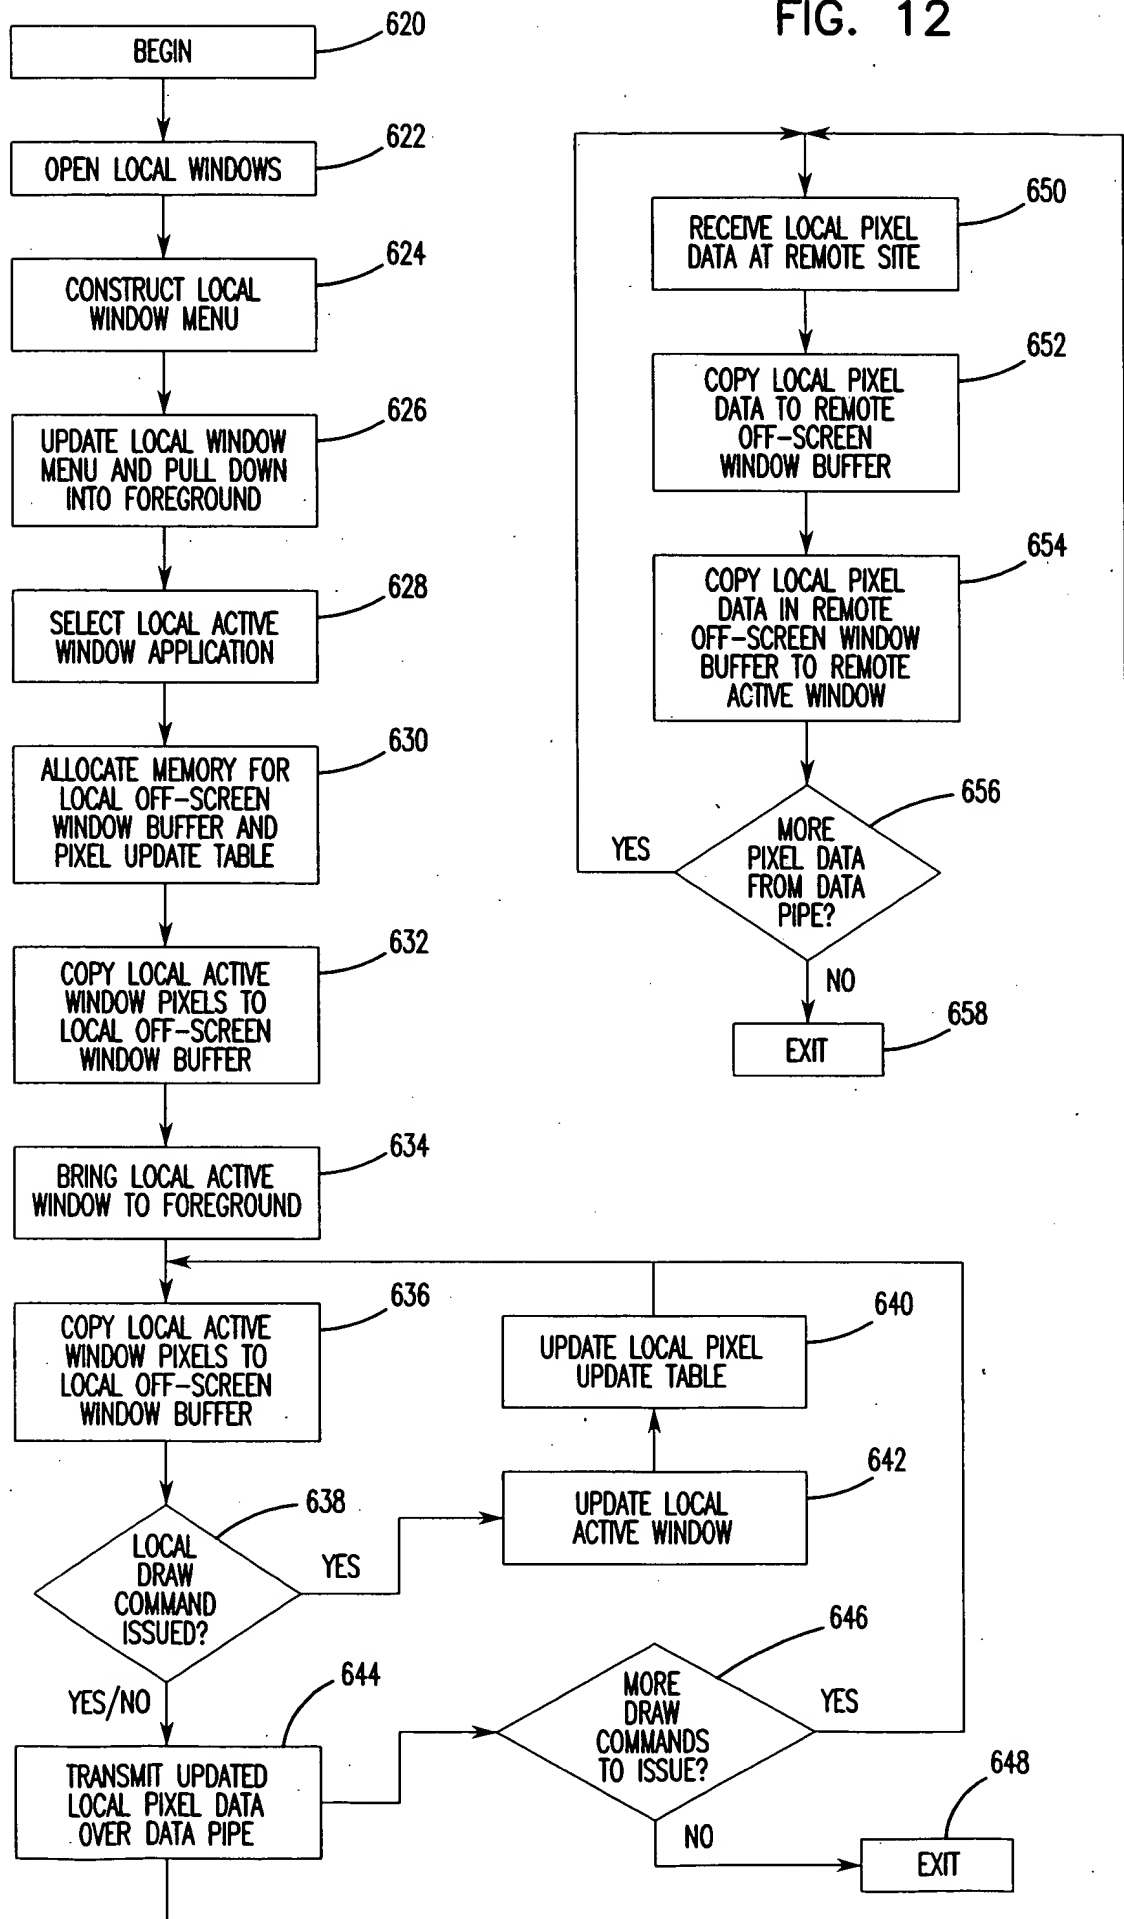 FIG. 12
620
BEGIN
622
OPEN LOCAL WINDOWS
624
CONSTRUCT LOCAL
WINDOW MENU
626
UPDATE LOCAL WINDOW
MENU AND PULL DOWN
INTO FOREGROUND
628
SELECT LOCAL ACTIVE
WINDOW APPLICATION
630
ALLOCATE MEMORY FOR
LOCAL OFF-SCREEN
WINDOW BUFFER AND
PIXEL UPDATE TABLE
632
COPY LOCAL ACTIVE
WINDOW PIXELS TO
LOCAL OFF-SCREEN
WINDOW BUFFER
634
BRING LOCAL ACTIVE
WINDOW TO FOREGROUND
636
COPY LOCAL ACTIVE
WINDOW PIXELS TO
LOCAL OFF-SCREEN
WINDOW BUFFER
638
LOCAL
DRAW
COMMAND
ISSUED?
YES
YES/NO
644
TRANSMIT UPDATED
LOCAL PIXEL DATA
OVER DATA PIPE
640
UPDATE LOCAL PIXEL
UPDATE TABLE
642
UPDATE LOCAL
ACTIVE WINDOW
646
MORE
DRAW
COMMANDS
TO ISSUE?
YES
NO
648
EXIT
650
RECEIVE LOCAL PIXEL
DATA AT REMOTE SITE
652
COPY LOCAL PIXEL
DATA TO REMOTE
OFF-SCREEN
WINDOW BUFFER
654
COPY LOCAL PIXEL
DATA IN REMOTE
OFF-SCREEN WINDOW
BUFFER TO REMOTE
ACTIVE WINDOW
656
MORE
PIXEL DATA
FROM DATA
PIPE?
YES
NO
658
EXIT